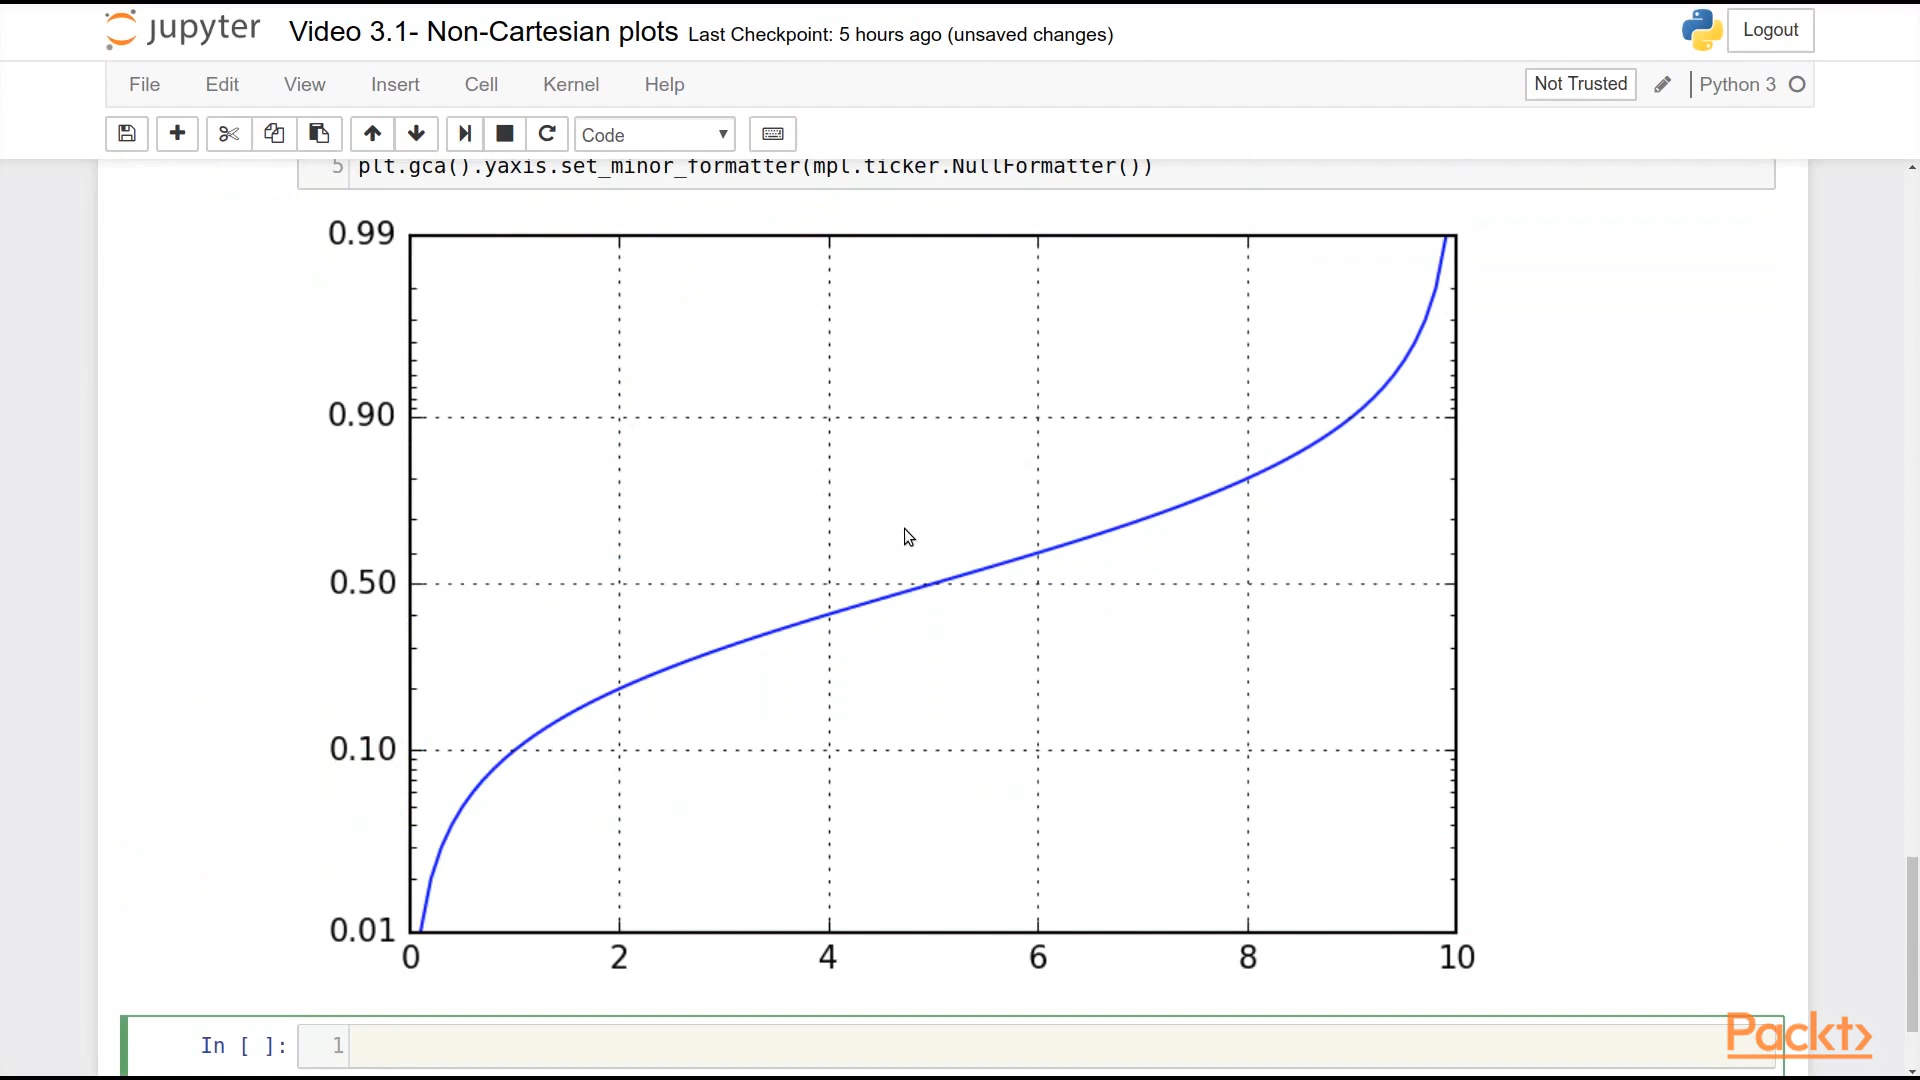 jupyter Video 3.1- Non-Cartesian plots Last Checkpoint: 5 hours ago (unsaved changes) Logout
File Edit View Insert Cell Kernel Help Not Trusted Python 3
Code
5 plt.gca().yaxis.set_minor_formatter(mpl.ticker.NullFormatter())
0.99
0.90
0.50
0.10
0.01
0 2 4 6 8 10
In [ ]: 1
Packt>